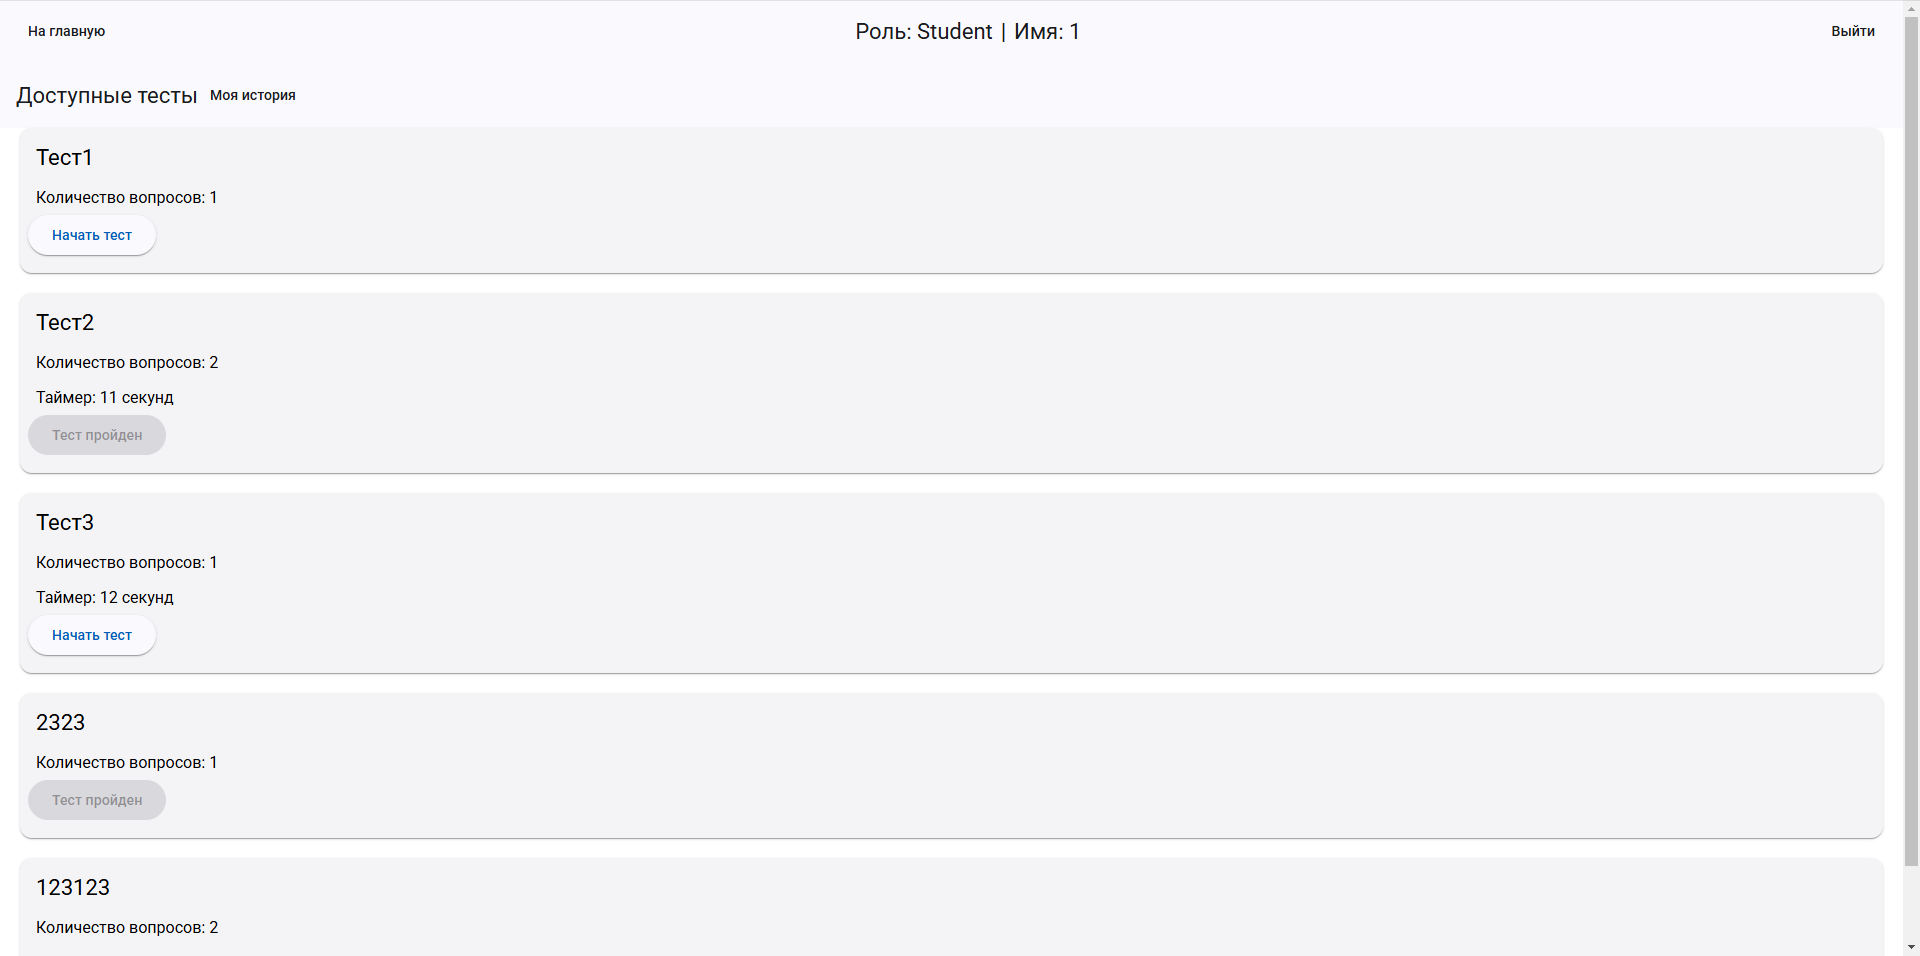 На главную
Роль: Student | Имя: 1
Выйти
Доступные тесты Моя история
Тест1
Количество вопросов: 1
Начать тест
Тест2
Количество вопросов: 2
Таймер: 11 секунд
Тест пройден
Тест3
Количество вопросов: 1
Таймер: 12 секунд
Начать тест
2323
Количество вопросов: 1
Тест пройден
123123
Количество вопросов: 2